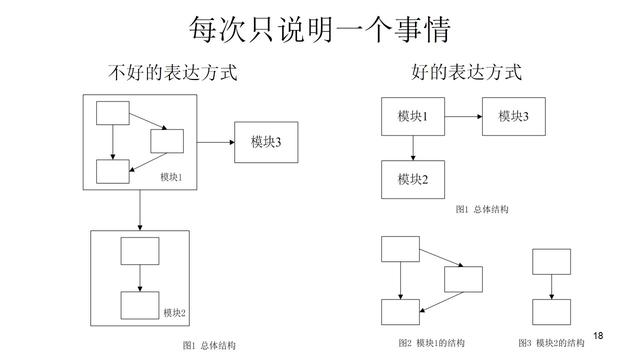 每次只说明一个事情
不好的表达方式
模块1
模块3
模块2
图1 总体结构
好的表达方式
模块1
模块3
模块2
图1 总体结构
图2 模块1的结构
图3 模块2的结构
18